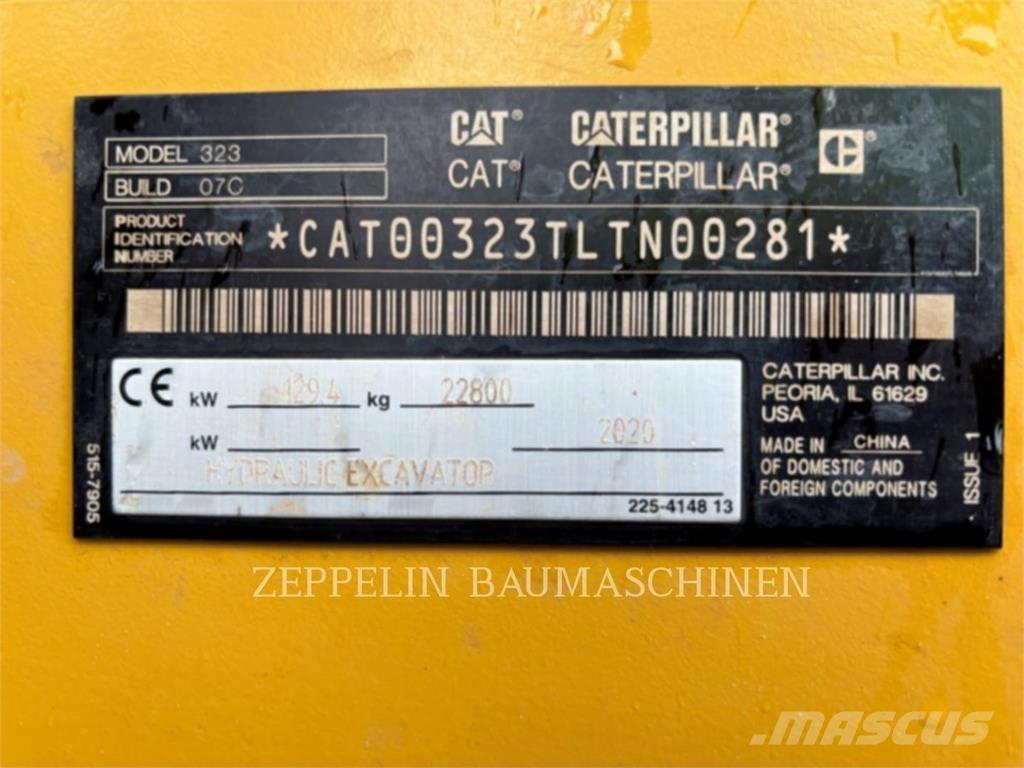 CAT® CATERPILLAR® ®
CAT® CATERPILLAR®
MODEL 323
BUILD 07C
PRODUCT
IDENTIFICATION
NUMBER
*CAT00323TLTN00281*
CE kW 129.4 kg 22800
kW 2020
HYDRAULIC EXCAVATOR
225-4148 13
515-7905
CATERPILLAR INC.
PEORIA, IL 61629
USA
MADE IN CHINA
OF DOMESTIC AND
FOREIGN COMPONENTS
ISSUE 1
ZEPPELIN BAUMASCHINEN
MASCUS